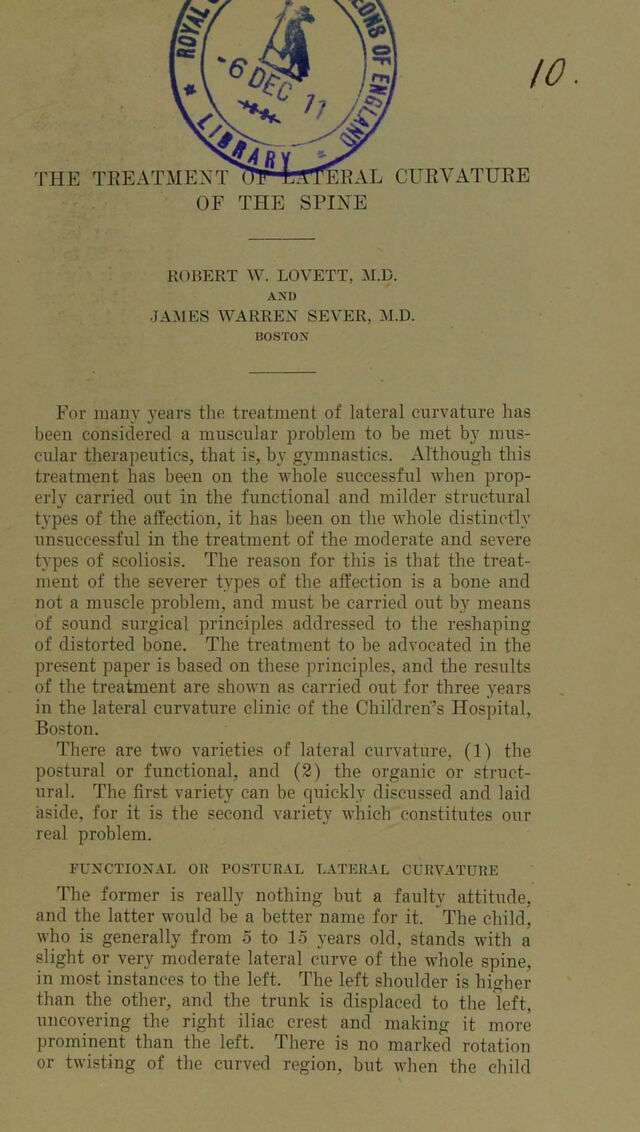 ROYAL
EONS OF ENGLAND
-6 DEC 11
* LIBRARY *
10.
THE TREATMENT OF LATERAL CURVATURE
OF THE SPINE
ROBERT W. LOVETT, M.D.
AND
JAMES WARREN SEVER, M.D.
BOSTON
For many years the treatment of lateral curvature has
been considered a muscular problem to be met by mus-
cular therapeutics, that is, by gymnastics. Although this
treatment has been on the whole successful when prop-
erly carried out in the functional and milder structural
types of the affection, it has been on the whole distinctly
unsuccessful in the treatment of the moderate and severe
types of scoliosis. The reason for this is that the treat-
ment of the severer types of the affection is a bone and
not a muscle problem, and must be carried out by means
of sound surgical principles addressed to the reshaping
of distorted bone. The treatment to be advocated in the
present paper is based on these principles, and the results
of the treatment are shown as carried out for three years
in the lateral curvature clinic of the Children's Hospital,
Boston.
There are two varieties of lateral curvature, (1) the
postural or functional, and (2) the organic or struct-
ural. The first variety can be quickly discussed and laid
aside, for it is the second variety which constitutes our
real problem.
FUNCTIONAL OR POSTURAL LATERAL CURVATURE
The former is really nothing but a faulty attitude,
and the latter would be a better name for it. The child,
who is generally from 5 to 15 years old, stands with a
slight or very moderate lateral curve of the whole spine,
in most instances to the left. The left shoulder is higher
than the other, and the trunk is displaced to the left,
uncovering the right iliac crest and making it more
prominent than the left. There is no marked rotation
or twisting of the curved region, but when the child